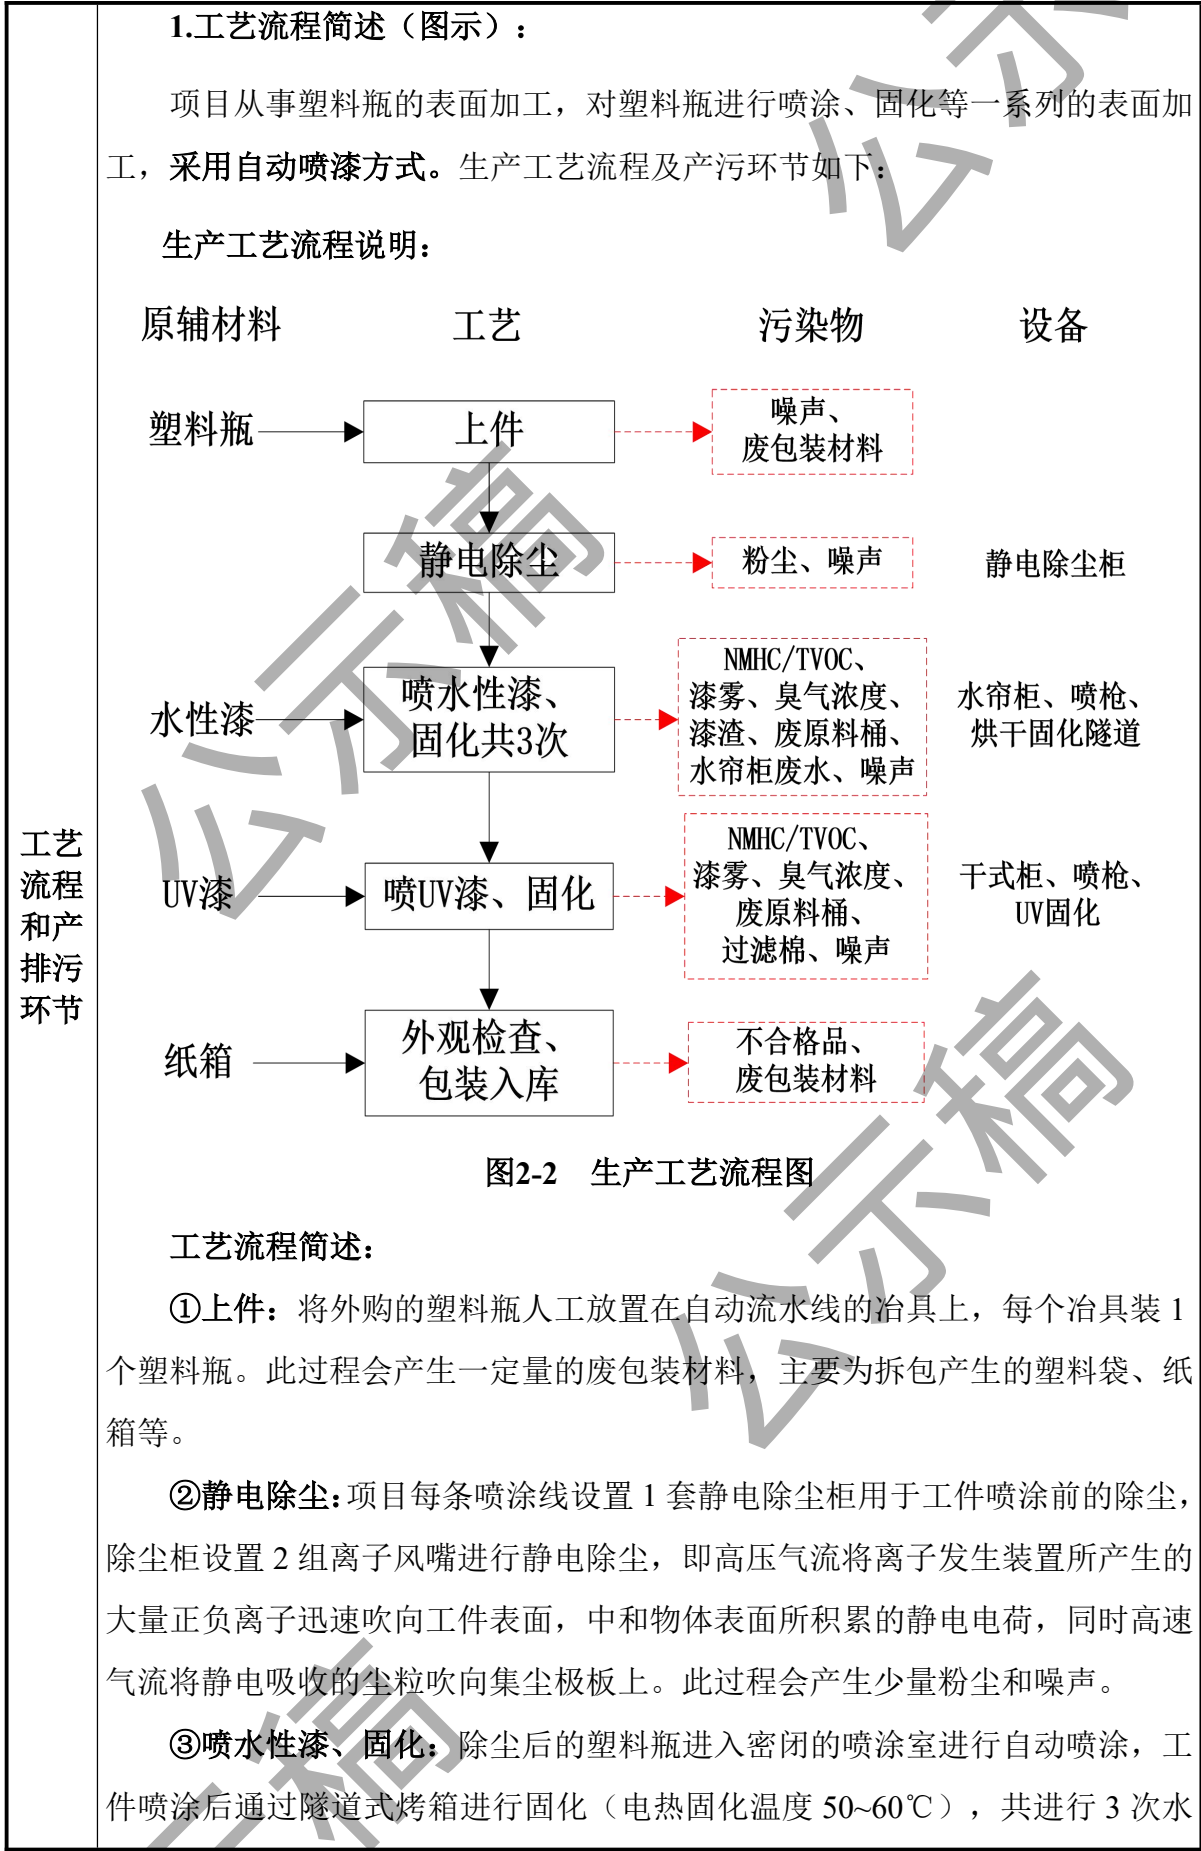 1.工艺流程简述（图示）：
项目从事塑料瓶的表面加工，对塑料瓶进行喷涂、固化等一系列的表面加
工，采用自动喷漆方式。生产工艺流程及产污环节如下：
生产工艺流程说明：
原辅材料 工艺 污染物 设备
塑料瓶 上件 噪声、
废包装材料
静电除尘 粉尘、噪声 静电除尘柜
水性漆
喷水性漆、
固化共3次
NMHC/TVOC、
漆雾、臭气浓度、
漆渣、废原料桶、
水帘柜废水、噪声
水帘柜、喷枪、
烘干固化隧道
UV漆
喷UV漆、固化
NMHC/TVOC、
漆雾、臭气浓度、
废原料桶、
过滤棉、噪声
干式柜、喷枪、
UV固化
纸箱
外观检查、
包装入库
不合格品、
废包装材料
图2-2 生产工艺流程图
工艺
流程
和产
排污
环节
工艺流程简述：
①上件：将外购的塑料瓶人工放置在自动流水线的冶具上，每个冶具装 1
个塑料瓶。此过程会产生一定量的废包装材料，主要为拆包产生的塑料袋、纸
箱等。
②静电除尘：项目每条喷涂线设置 1 套静电除尘柜用于工件喷涂前的除尘，
除尘柜设置 2 组离子风嘴进行静电除尘，即高压气流将离子发生装置所产生的
大量正负离子迅速吹向工件表面，中和物体表面所积累的静电电荷，同时高速
气流将静电吸收的尘粒吹向集尘极板上。此过程会产生少量粉尘和噪声。
③喷水性漆、固化：除尘后的塑料瓶进入密闭的喷涂室进行自动喷涂，工
件喷涂后通过隧道式烤箱进行固化（电热固化温度 50~60℃），共进行 3 次水
公示
公示稿
公示稿
示稿